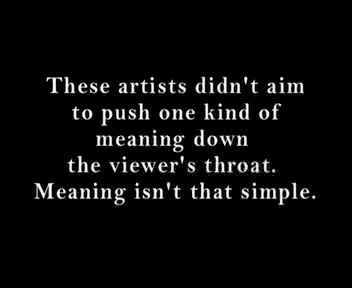 These artists didn't aim
to push one kind of
meaning down
the viewer's throat.
Meaning isn't that simple.